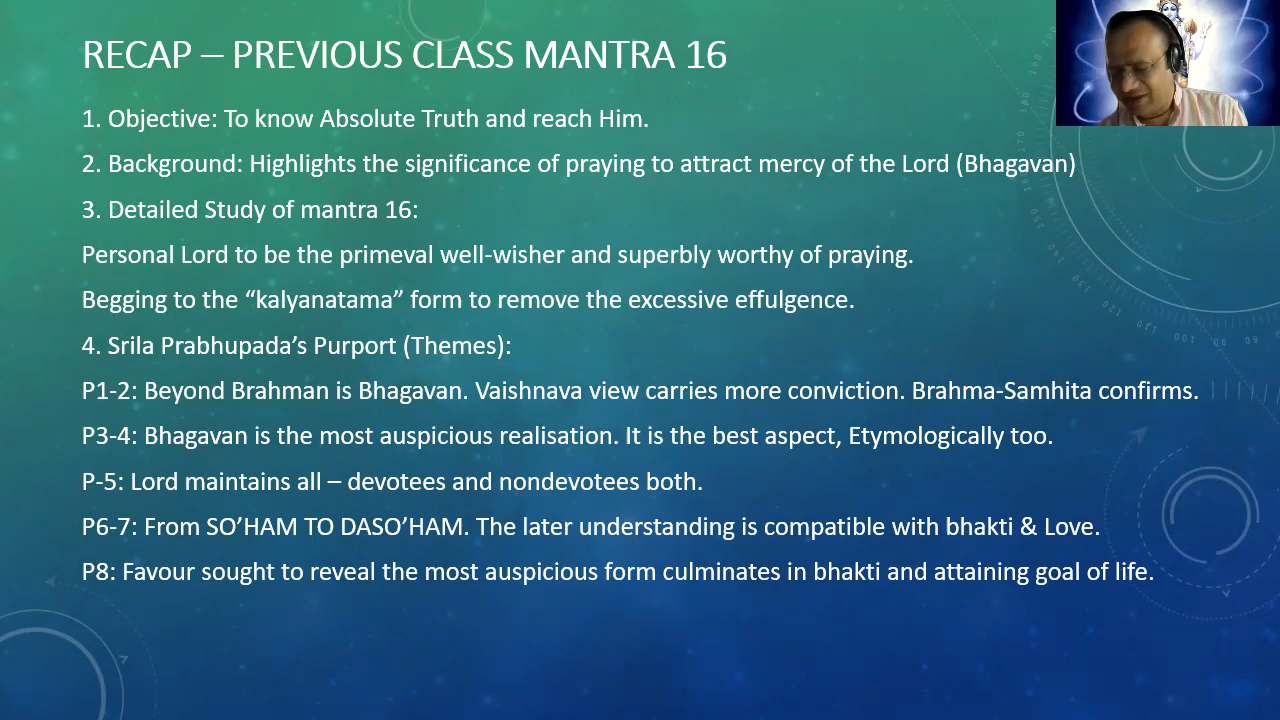 RECAP – PREVIOUS CLASS MANTRA 16
1. Objective: To know Absolute Truth and reach Him.
2. Background: Highlights the significance of praying to attract mercy of the Lord (Bhagavan)
3. Detailed Study of mantra 16:
Personal Lord to be the primeval well-wisher and superbly worthy of praying.
Begging to the “kalyanatama” form to remove the excessive effulgence.
4. Srila Prabhupada’s Purport (Themes):
P1-2: Beyond Brahman is Bhagavan. Vaishnava view carries more conviction. Brahma-Samhita confirms.
P3-4: Bhagavan is the most auspicious realisation. It is the best aspect, Etymologically too.
P-5: Lord maintains all – devotees and nondevotees both.
P6-7: From SO’HAM TO DASO’HAM. The later understanding is compatible with bhakti & Love.
P8: Favour sought to reveal the most auspicious form culminates in bhakti and attaining goal of life.